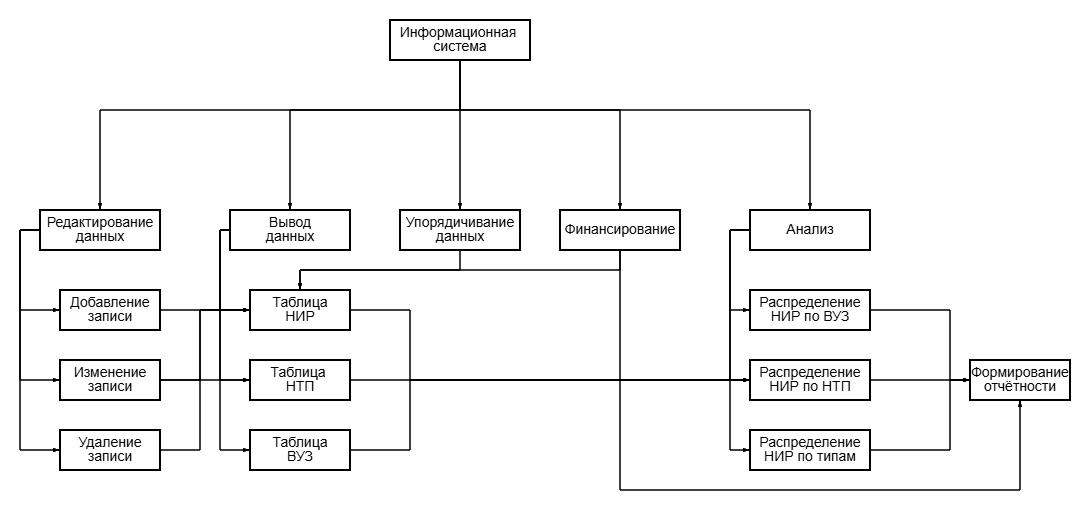 Информационная
система
Редактирование
данных
Вывод
данных
Упорядичивание
данных
Финансирование
Анализ
Добавление
записи
Таблица
НИР
Распределение
НИР по ВУЗ
Изменение
записи
Таблица
НТП
Распределение
НИР по НТП
Формирование
отчётности
Удаление
записи
Таблица
ВУЗ
Распределение
НИР по типам